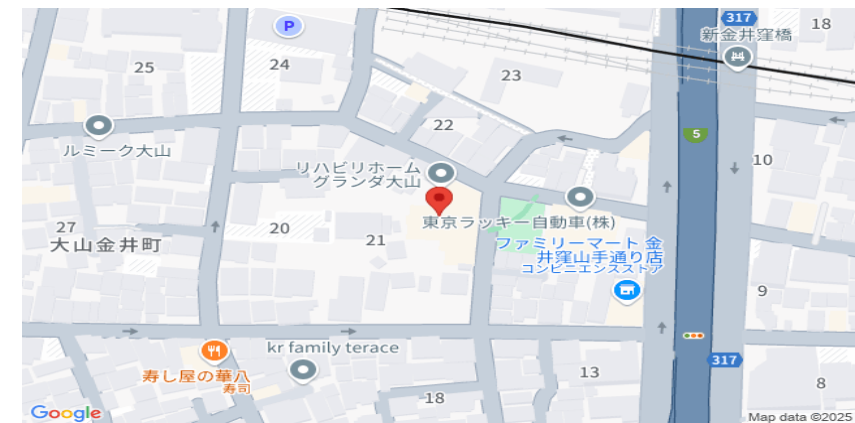 317
新金井窪橋
18
P
25
24
23
22
ルミーク大山
5
10
リハビリホーム
グランダ大山
東京ラッキー自動車(株)
27
大山金井町
20
21
ファミリーマート 金
井窪山手通り店
コンビニエンスストア
9
kr family terace
317
寿し屋の華八
寿司
13
8
18
Google
Map data ©2025